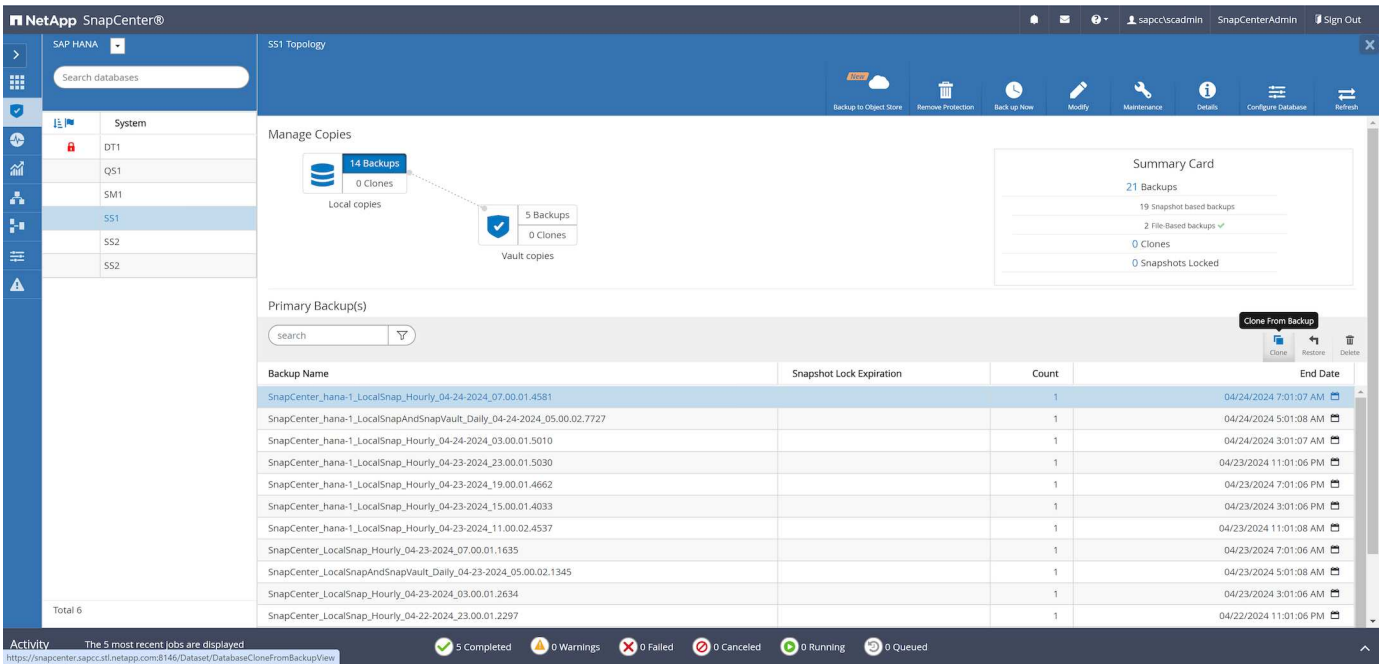 NetApp SnapCenter®
sapcc\scadmin SnapCenterAdmin Sign Out
SAP HANA
Search databases
System
DT1
QS1
SM1
SS1
SS2
SS2
Total 6
SS1 Topology
New
Backup to Object Store Remove Protection Back up Now Modify Maintenance Details Configure Database Refresh
Manage Copies
14 Backups
0 Clones
Local copies
5 Backups
0 Clones
Vault copies
Summary Card
21 Backups
19 Snapshot based backups
2 File-Based backups
0 Clones
0 Snapshots Locked
Primary Backup(s)
search
Clone From Backup
Clone Restore Delete
Backup Name Snapshot Lock Expiration Count End Date
SnapCenter_hana-1_LocalSnap_Hourly_04-24-2024_07.00.01.4581 1 04/24/2024 7:01:07 AM
SnapCenter_hana-1_LocalSnapAndSnapVault_Daily_04-24-2024_05.00.02.7727 1 04/24/2024 5:01:08 AM
SnapCenter_hana-1_LocalSnap_Hourly_04-24-2024_03.00.01.5010 1 04/24/2024 3:01:07 AM
SnapCenter_hana-1_LocalSnap_Hourly_04-23-2024_23.00.01.5030 1 04/23/2024 11:01:06 PM
SnapCenter_hana-1_LocalSnap_Hourly_04-23-2024_19.00.01.4662 1 04/23/2024 7:01:06 PM
SnapCenter_hana-1_LocalSnap_Hourly_04-23-2024_15.00.01.4033 1 04/23/2024 3:01:06 PM
SnapCenter_hana-1_LocalSnap_Hourly_04-23-2024_11.00.02.4537 1 04/23/2024 11:01:08 AM
SnapCenter_LocalSnap_Hourly_04-23-2024_07.00.01.1635 1 04/23/2024 7:01:06 AM
SnapCenter_LocalSnapAndSnapVault_Daily_04-23-2024_05.00.02.1345 1 04/23/2024 5:01:08 AM
SnapCenter_LocalSnap_Hourly_04-23-2024_03.00.01.2634 1 04/23/2024 3:01:06 AM
SnapCenter_LocalSnap_Hourly_04-22-2024_23.00.01.2297 1 04/22/2024 11:01:06 PM
Activity The 5 most recent jobs are displayed 5 Completed 0 Warnings 0 Failed 0 Canceled 0 Running 0 Queued
https://snapcenter.sapcc.stl.netapp.com:8146/Dataset/DatabaseCloneFromBackupView